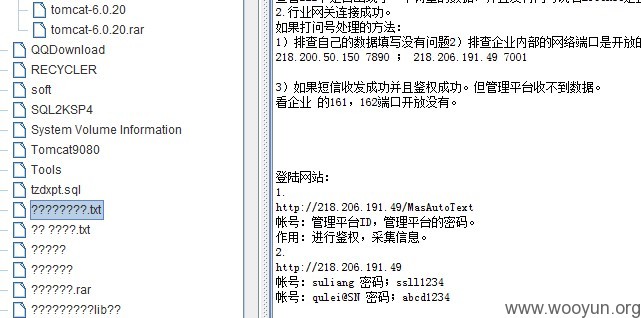 tomcat-6.0.20
tomcat-6.0.20.rar
QQDownload
RECYCLER
soft
SQL2KSP4
System Volume Information
Tomcat9080
Tools
tzdxpt.sql
????????.txt
?? ????.txt
?????
??????
??????.rar
?????????lib??
2.行业网关连接成功。
如果打问号处理的方法:
1) 排查自己的数据填写没有问题2) 排查企业内部的网络端口是开放的
218.200.50.150 7890 ; 218.206.191.49 7001
3) 如果短信收发成功并且鉴权成功。但管理平台收不到数据。
看企业 的161，162端口开放没有。
登陆网站:
1.
http://218.206.191.49/MasAutoText
帐号: 管理平台ID，管理平台的密码。
作用: 进行鉴权，采集信息。
2.
http://218.206.191.49
帐号: suliang 密码; ssll1234
帐号: qulei@SN 密码; abcd1234
www.wooyun.org